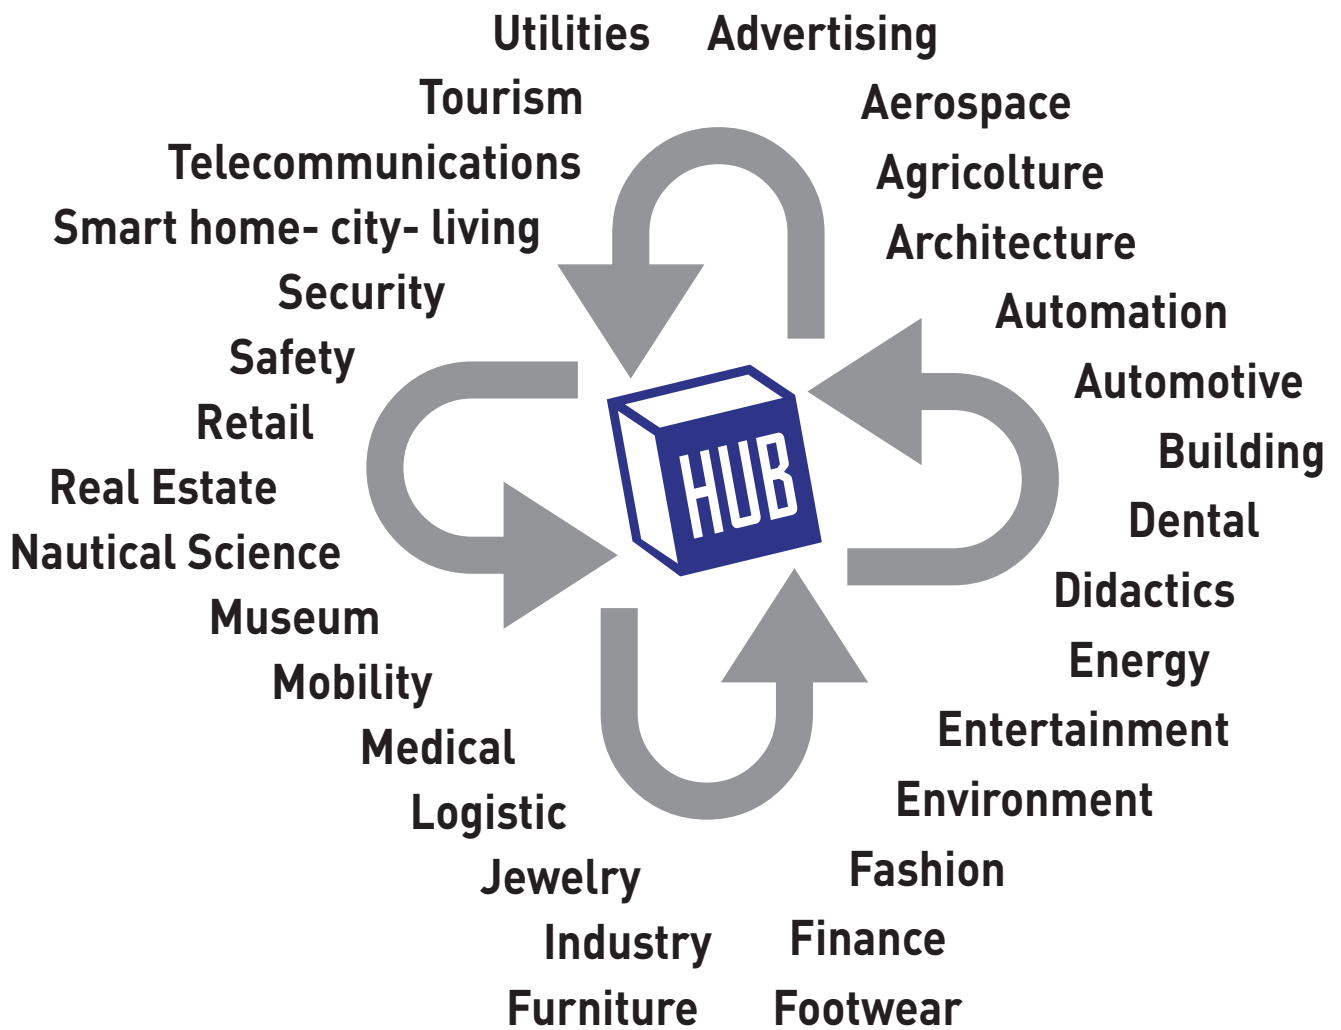 Utilities Advertising
Tourism
Aerospace
Telecommunications
Agricolture
Smart home- city- living
Architecture
Security
Automation
Safety
Automotive
Retail
Building
Real Estate
Dental
Nautical Science
Didactics
Museum
Energy
Mobility
Entertainment
Medical
Environment
Logistic
Fashion
Jewelry
Finance
Industry
Furniture Footwear
HUB